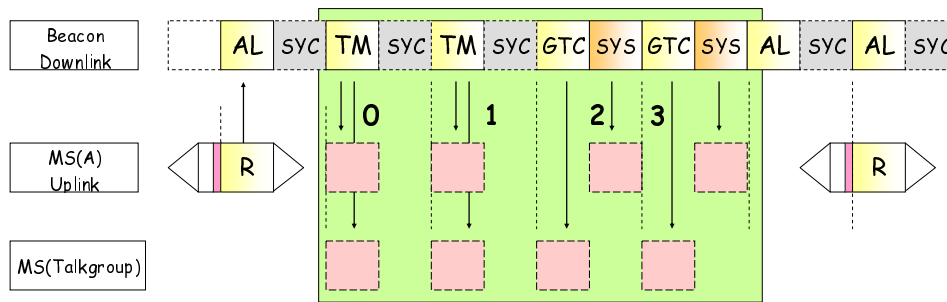 Beacon
Downlink
AL SYC TM SYC TM SYC GTC SYS GTC SYS AL SYC AL SYC
0 1 2 3
MS(A)
Uplink
R R
MS(Talkgroup)